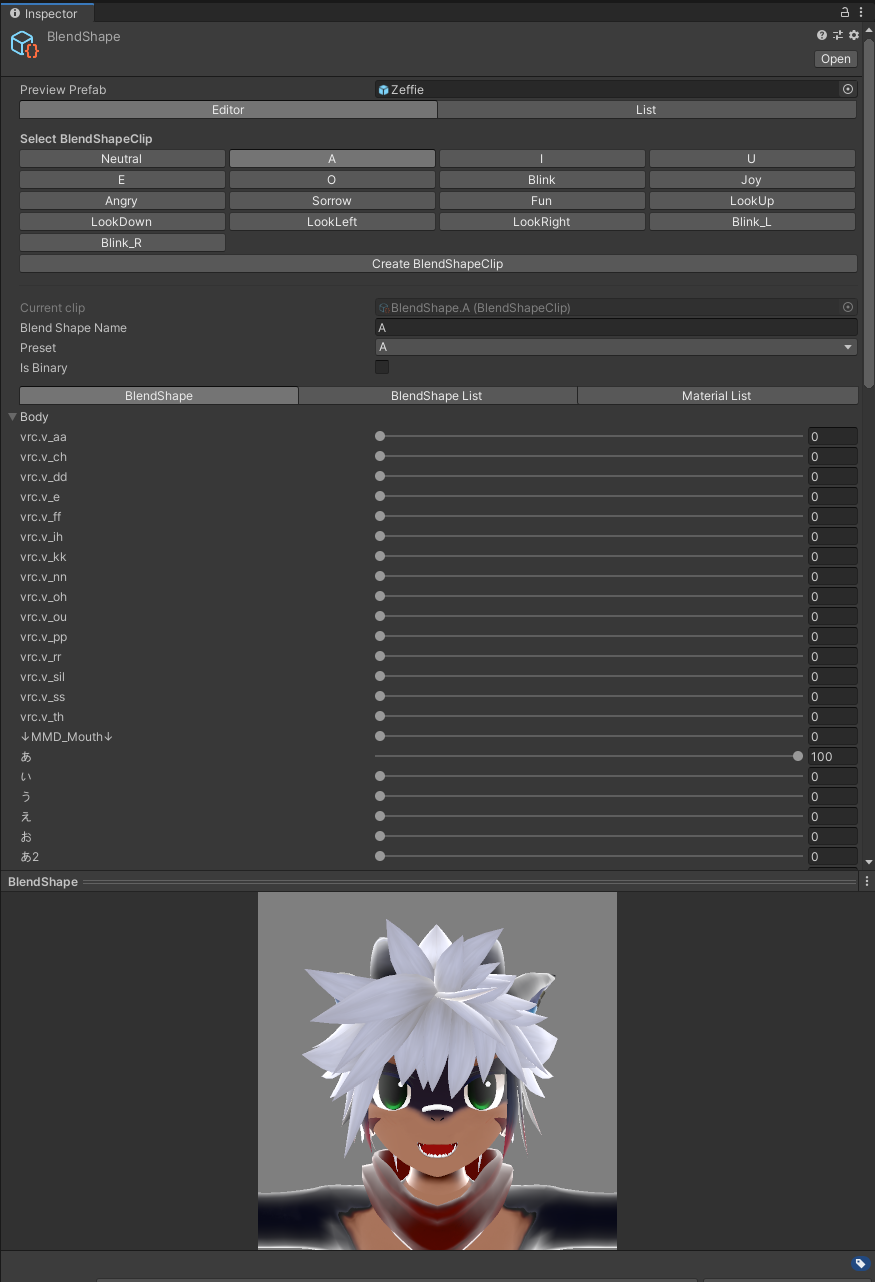 Inspector
BlendShape
Open
Preview Prefab Zeffie
Editor List
Select BlendShapeClip
Neutral A I U
E O Blink Joy
Angry Sorrow Fun LookUp
LookDown LookLeft LookRight Blink_L
Blink_R
Create BlendShapeClip
Current clip BlendShape.A (BlendShapeClip)
Blend Shape Name A
Preset A
Is Binary
BlendShape BlendShape List Material List
Body
vrc.v_aa 0
vrc.v_ch 0
vrc.v_dd 0
vrc.v_e 0
vrc.v_ff 0
vrc.v_ih 0
vrc.v_kk 0
vrc.v_nn 0
vrc.v_oh 0
vrc.v_ou 0
vrc.v_pp 0
vrc.v_rr 0
vrc.v_sil 0
vrc.v_ss 0
vrc.v_th 0
↓MMD_Mouth↓ 0
あ 100
い 0
う 0
え 0
お 0
あ2 0
BlendShape